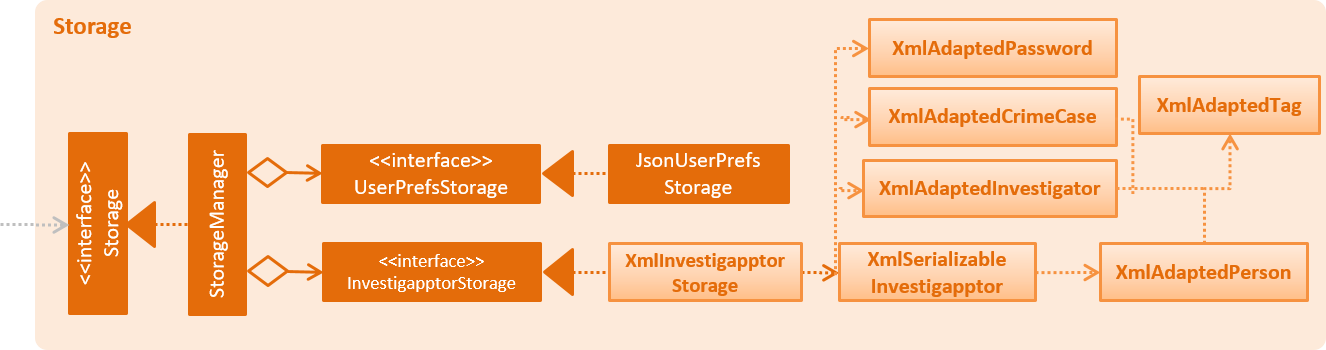 Storage
<<interface>>
Storage
StorageManager
<<interface>>
UserPrefsStorage
JsonUserPrefs
Storage
<<interface>>
InvestigapptorStorage
XmlInvestigapptor
Storage
XmlSerializable
Investigapptor
XmlAdaptedPassword
XmlAdaptedCrimeCase
XmlAdaptedInvestigator
XmlAdaptedTag
XmlAdaptedPerson